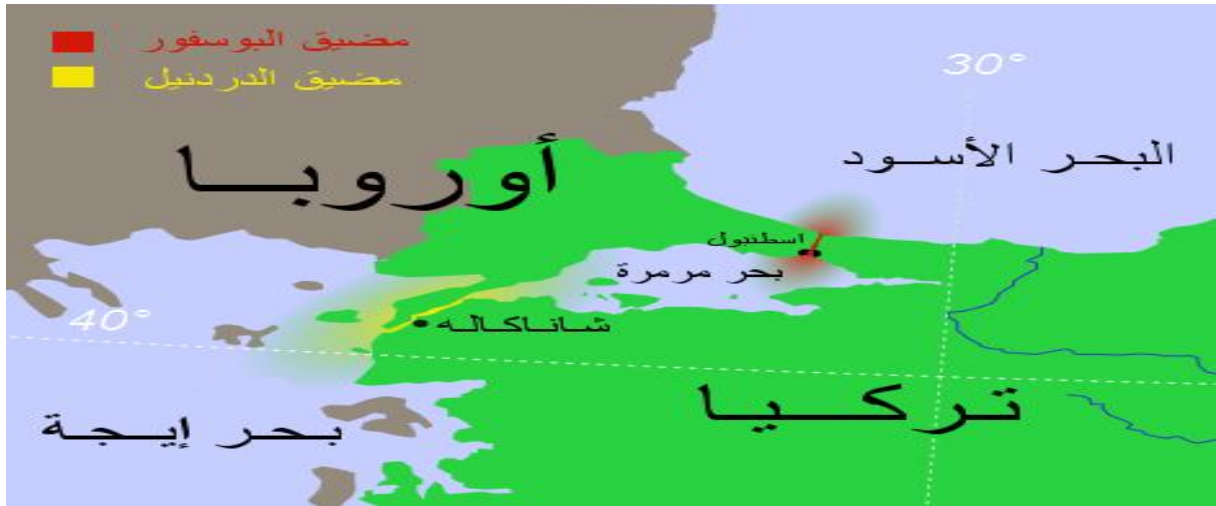 مضيق البوسفور
مضيق الدردنيل
30°
البحر الأسود
أوروبا
اسطنبول
بحر مرمرة
شاناكاله
40°
تركيا
بحر إيجة